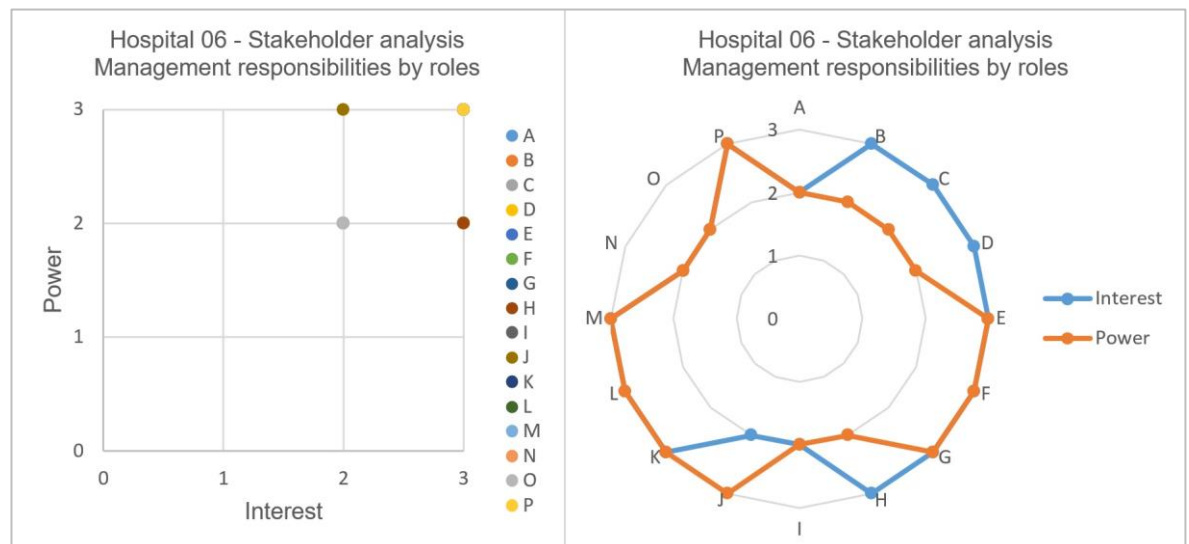 Hospital 06 - Stakeholder analysis
Management responsibilities by roles
Power
3
2
1
0
0 1 2 3
Interest
A
B
C
D
E
F
G
H
I
J
K
L
M
N
O
P
Hospital 06 - Stakeholder analysis
Management responsibilities by roles
A
B
C
D
E
F
G
H
I
J
K
L
M
N
O
P
3
2
1
0
Interest
Power